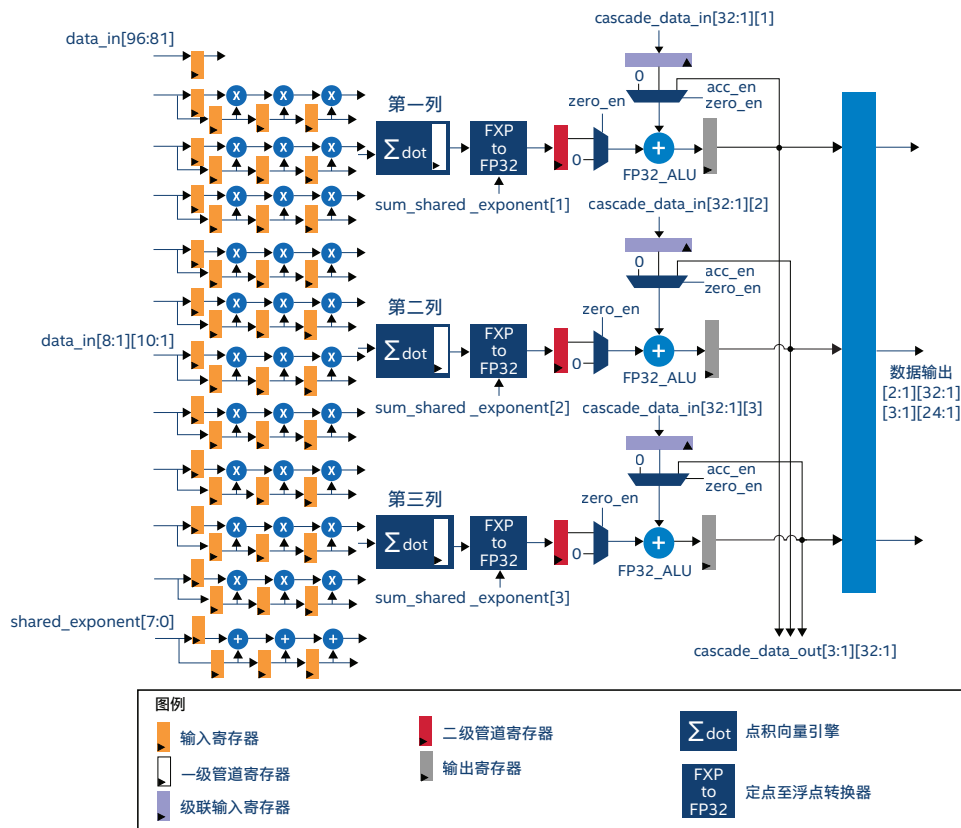 cascade_data_in[32:1][1]
data_in[96:81]
0
acc_en
zero_en
zero_en
第一列
X X X
Σdot
FXP
to
FP32
0
+
FP32_ALU
X X X
sum_shared _exponent[1]
cascade_data_in[32:1][2]
X X X
0
acc_en
zero_en
X X X
zero_en
第二列
X X X
data_in[8:1][10:1]
Σdot
FXP
to
FP32
0
+
FP32_ALU
X X X
数据输出
[2:1][32:1]
[3:1][24:1]
sum_shared _exponent[2]
cascade_data_in[32:1][3]
X X X
0
acc_en
zero_en
X X X
zero_en
第三列
X X X
Σdot
FXP
to
FP32
0
+
FP32_ALU
X X X
sum_shared _exponent[3]
shared_exponent[7:0]
+ + +
cascade_data_out[3:1][32:1]
图例
输入寄存器
一级管道寄存器
级联输入寄存器
二级管道寄存器
输出寄存器
Σdot
点积向量引擎
FXP
to
FP32
定点至浮点转换器